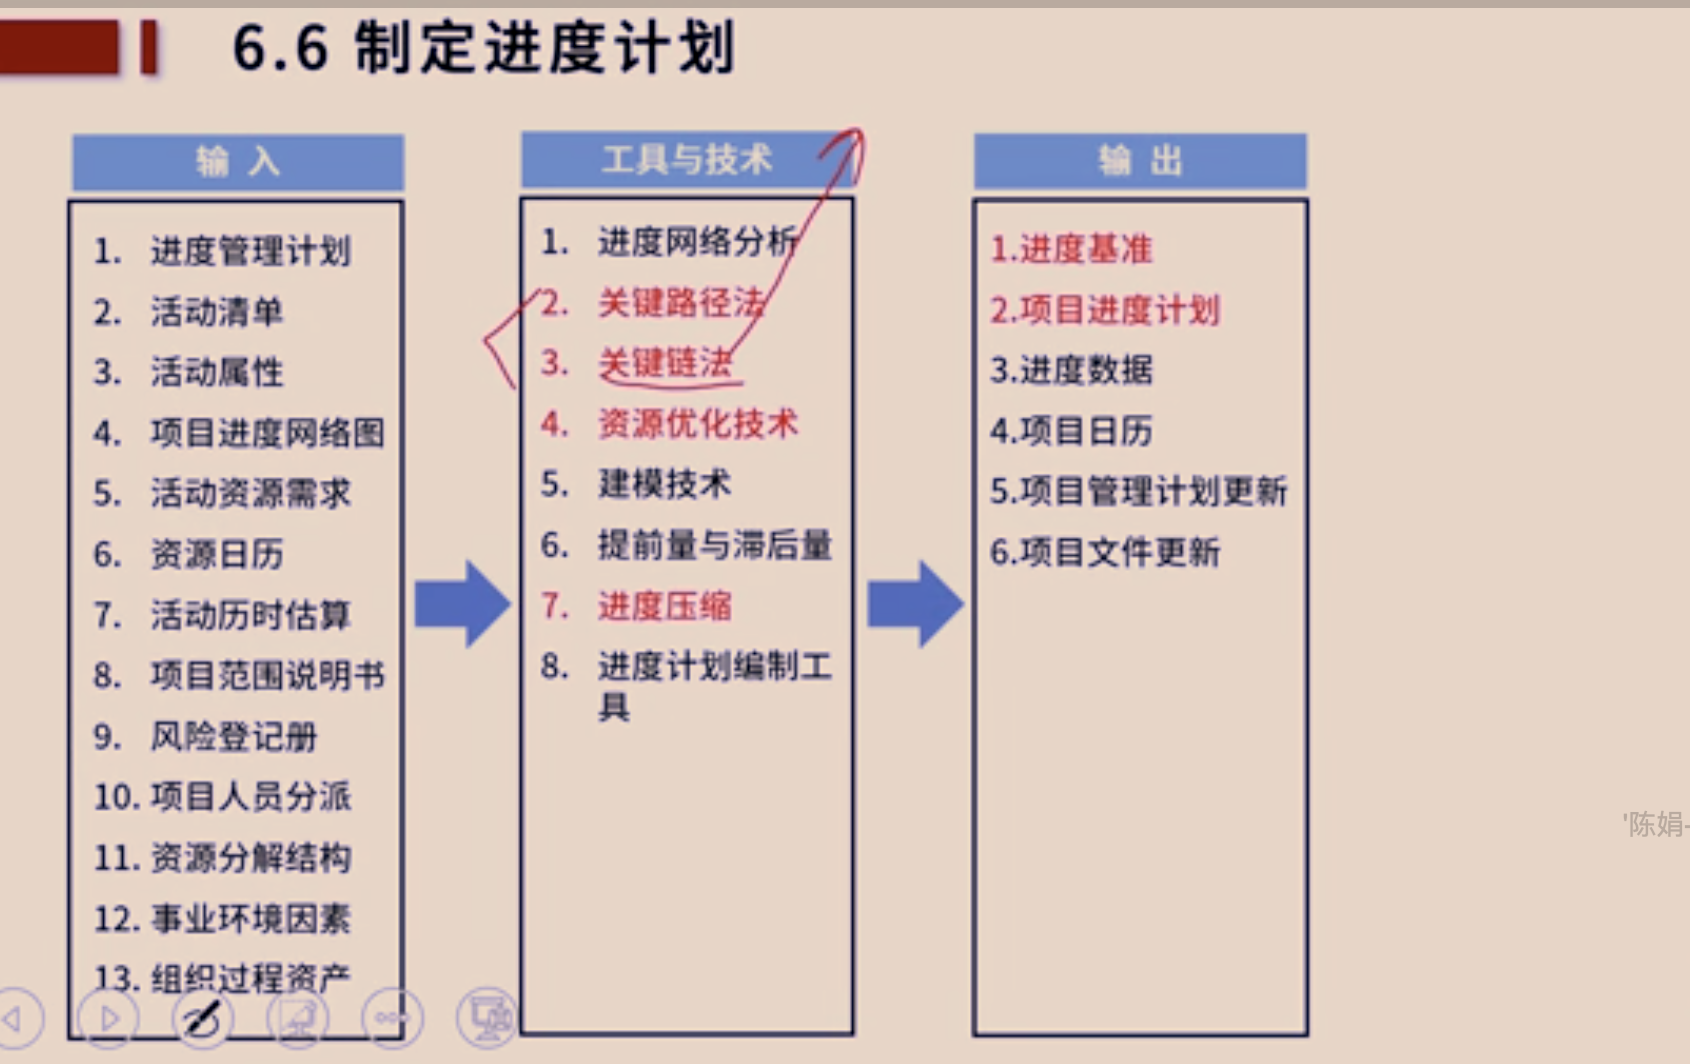 6.6 制定进度计划
输 入
1. 进度管理计划
2. 活动清单
3. 活动属性
4. 项目进度网络图
5. 活动资源需求
6. 资源日历
7. 活动历时估算
8. 项目范围说明书
9. 风险登记册
10. 项目人员分派
11. 资源分解结构
12. 事业环境因素
13. 组织过程资产
工具与技术
1. 进度网络分析
2. 关键路径法
3. 关键链法
4. 资源优化技术
5. 建模技术
6. 提前量与滞后量
7. 进度压缩
8. 进度计划编制工
具
输 出
1.进度基准
2.项目进度计划
3.进度数据
4.项目日历
5.项目管理计划更新
6.项目文件更新
'陈娟-